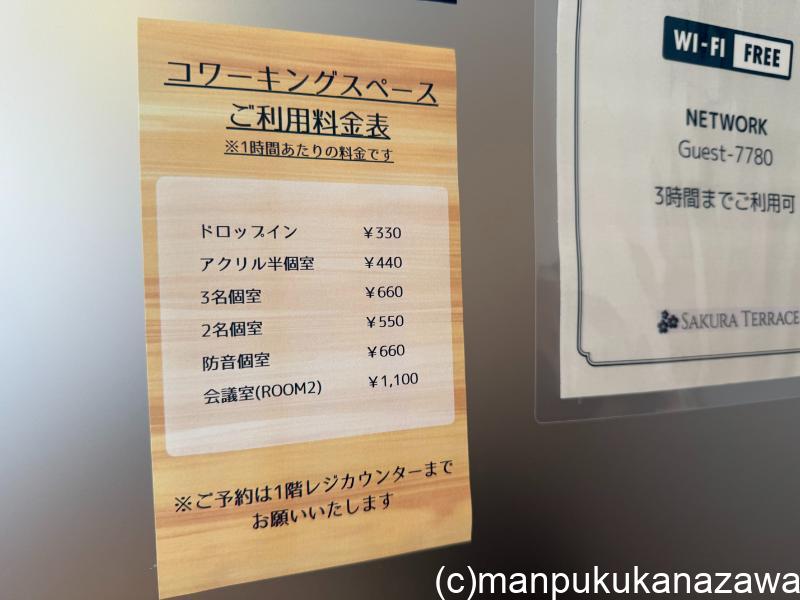 コワーキングスペース
ご利用料金表
※1時間あたりの料金です
ドロップイン ¥330
アクリル半個室 ¥440
3名個室 ¥660
2名個室 ¥550
防音個室 ¥660
会議室(ROOM2) ¥1,100
※ご予約は1階レジカウンターまで
お願いいたします
WI-FI FREE
NETWORK
Guest-7780
3時間までご利用可
SAKURA TERRACE
(c)manpukukanazawa